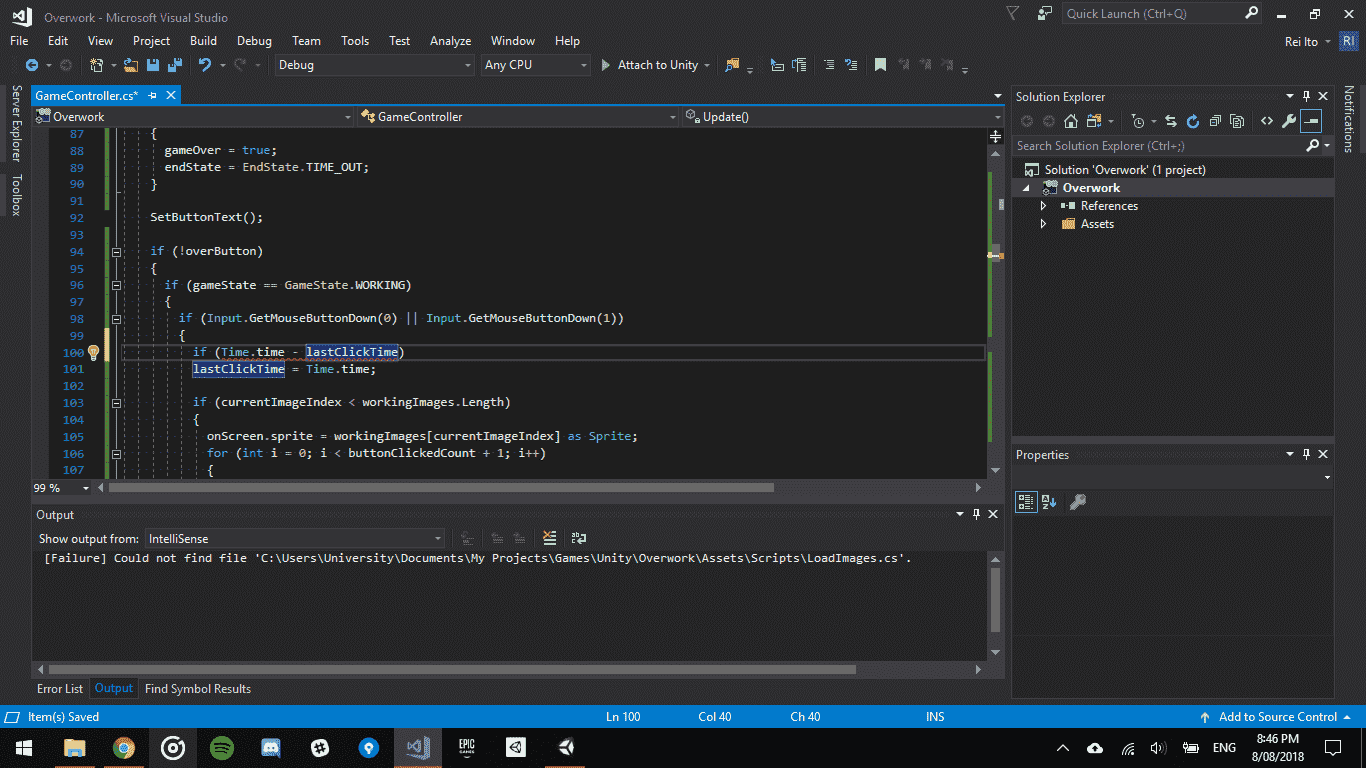 Overwork - Microsoft Visual Studio
Quick Launch (Ctrl+Q)
File Edit View Project Build Debug Team Tools Test Analyze Window Help
Rei Ito RI
Debug Any CPU Attach to Unity
Server Explorer
Toolbox
GameController.cs*
Overwork GameController Update()
87 {
88 gameOver = true;
89 endState = EndState.TIME_OUT;
90 }
91
92 SetButtonText();
93
94 if (!overButton)
95 {
96 if (gameState == GameState.WORKING)
97 {
98 if (Input.GetMouseButtonDown(0) || Input.GetMouseButtonDown(1))
99 {
100 if (Time.time - lastClickTime)
101 lastClickTime = Time.time;
102
103 if (currentImageIndex < workingImages.Length)
104 {
105 onScreen.sprite = workingImages[currentImageIndex] as Sprite;
106 for (int i = 0; i < buttonClickedCount + 1; i++)
107 {
99 %
Output
Show output from: IntelliSense
[Failure] Could not find file 'C:\Users\University\Documents\My Projects\Games\Unity\Overwork\Assets\Scripts\LoadImages.cs'.
Error List Output Find Symbol Results
Solution Explorer
Search Solution Explorer (Ctrl+;)
Solution 'Overwork' (1 project)
Overwork
References
Assets
Properties
Notifications
Item(s) Saved Ln 100 Col 40 Ch 40 INS Add to Source Control
EPIC GAMES
ENG
8:46 PM
8/08/2018